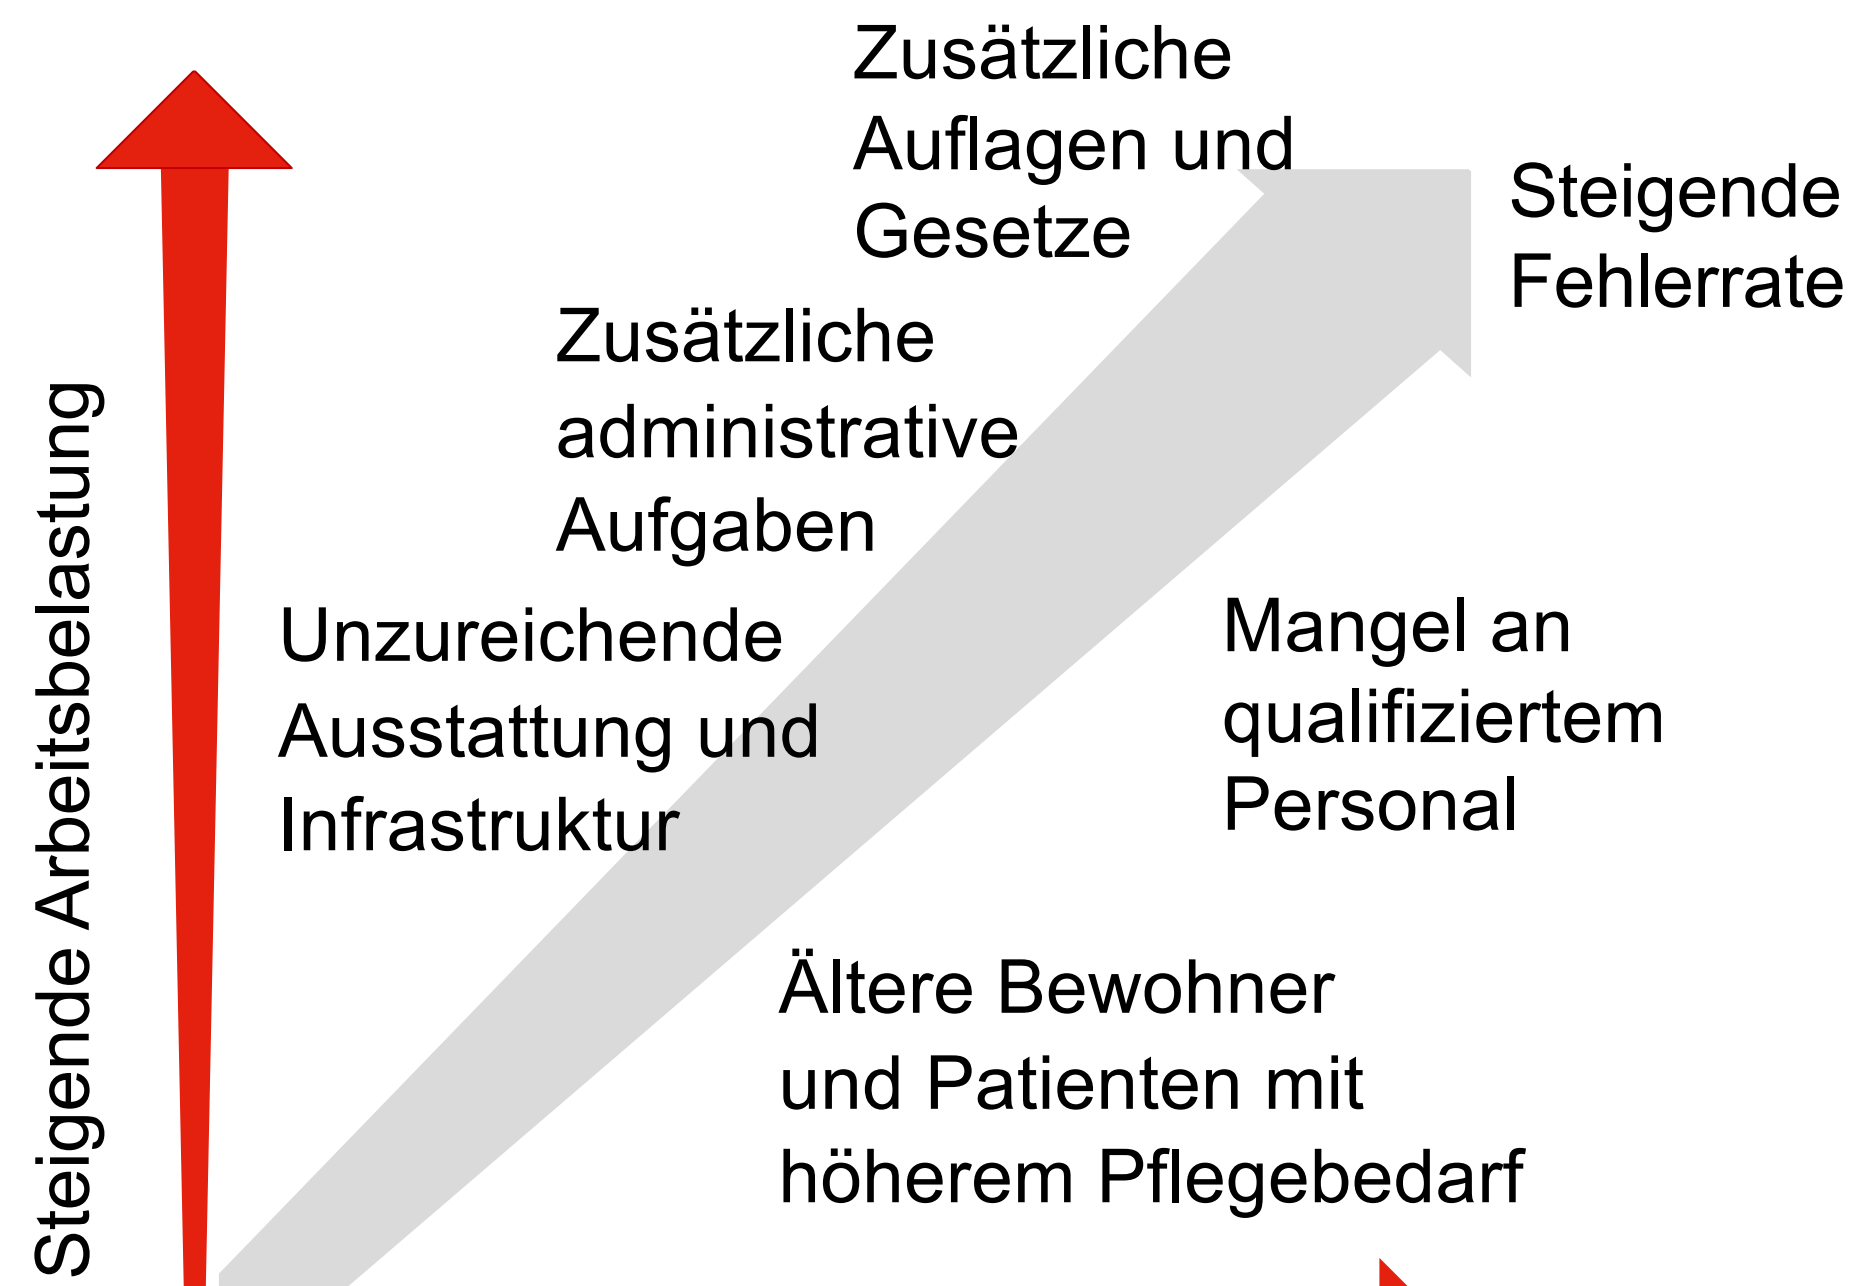 Zusätzliche
Auflagen und
Gesetze
Steigende
Fehlerrate
Zusätzliche
administrative
Aufgaben
Unzureichende
Ausstattung und
Infrastruktur
Mangel an
qualifiziertem
Personal
Ältere Bewohner
und Patienten mit
höherem Pflegebedarf
Steigende Arbeitsbelastung